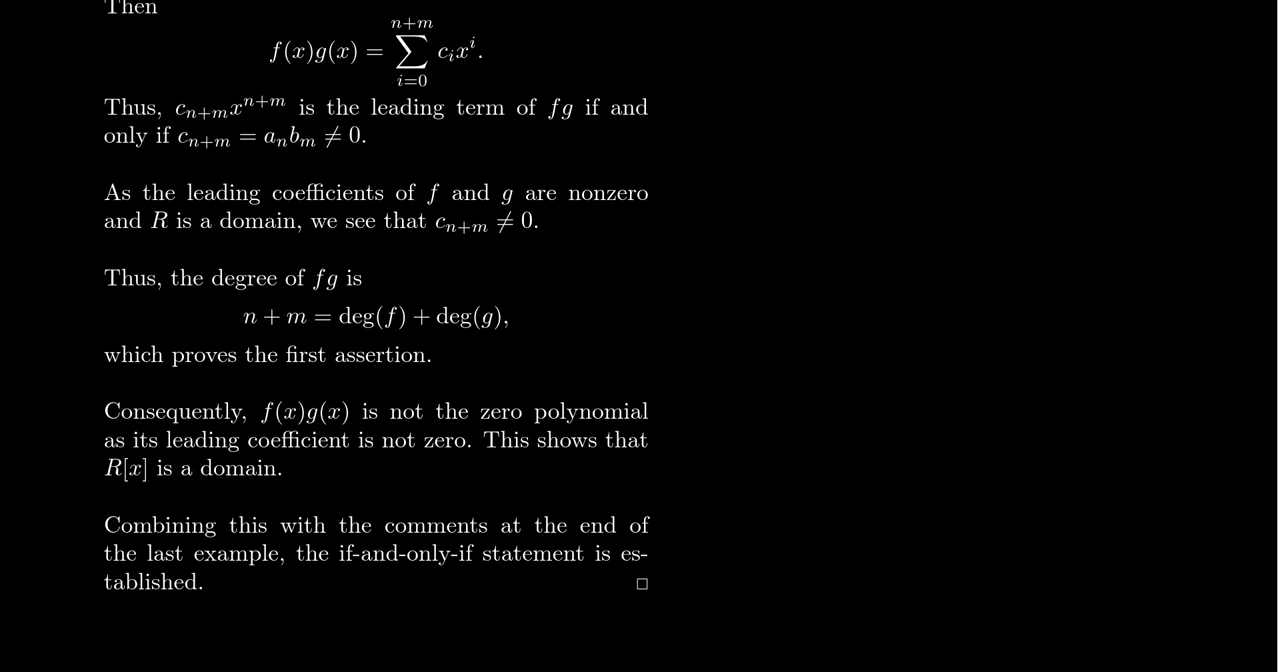 Then
f(x)g(x) = \sum_{i=0}^{n+m} c_i x^i.
Thus, c_{n+m}x^{n+m} is the leading term of fg if and
only if c_{n+m} = a_n b_m ≠ 0.
As the leading coefficients of f and g are nonzero
and R is a domain, we see that c_{n+m} ≠ 0.
Thus, the degree of fg is
n + m = deg(f) + deg(g),
which proves the first assertion.
Consequently, f(x)g(x) is not the zero polynomial
as its leading coefficient is not zero. This shows that
R[x] is a domain.
Combining this with the comments at the end of
the last example, the if-and-only-if statement is es-
tablished. □